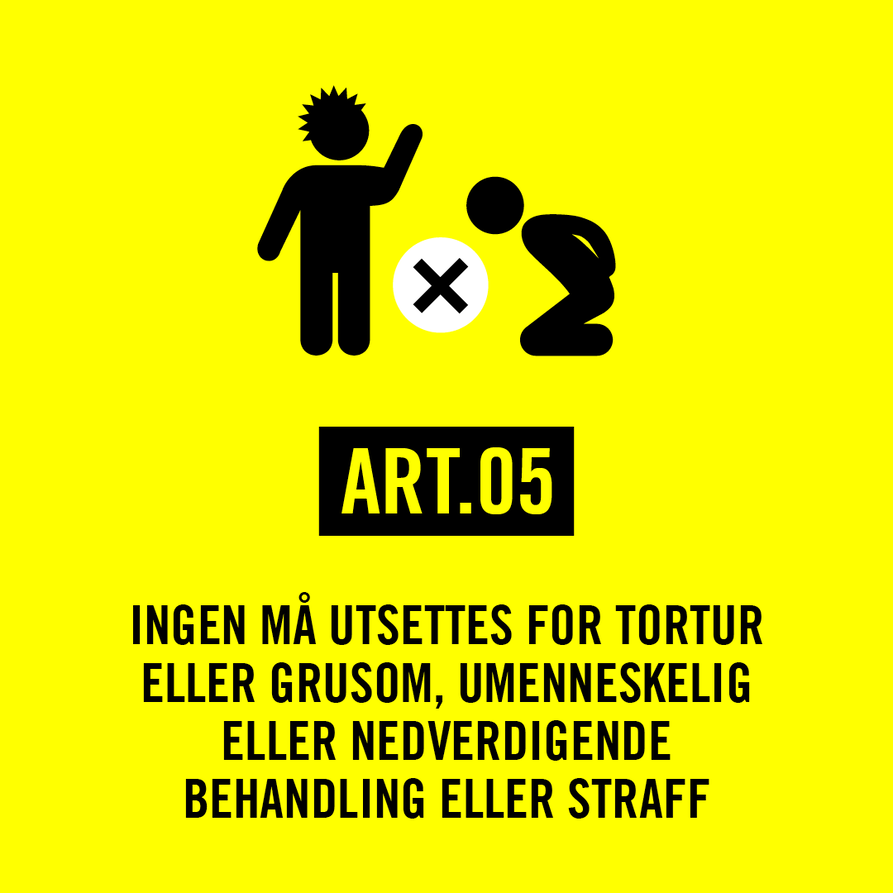 ART.05
INGEN MÅ UTSETTES FOR TORTUR
ELLER GRUSOM, UMENNESKELIG
ELLER NEDVERDIGENDE
BEHANDLING ELLER STRAFF